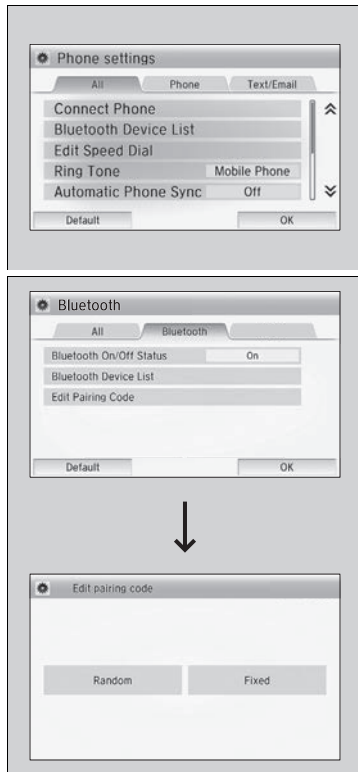 Phone settings
All Phone Text/Email
Connect Phone
Bluetooth Device List
Edit Speed Dial
Ring Tone Mobile Phone
Automatic Phone Sync Off
Default OK
Bluetooth
All Bluetooth
Bluetooth On/Off Status On
Bluetooth Device List
Edit Pairing Code
Default OK
Edit pairing code
Random Fixed